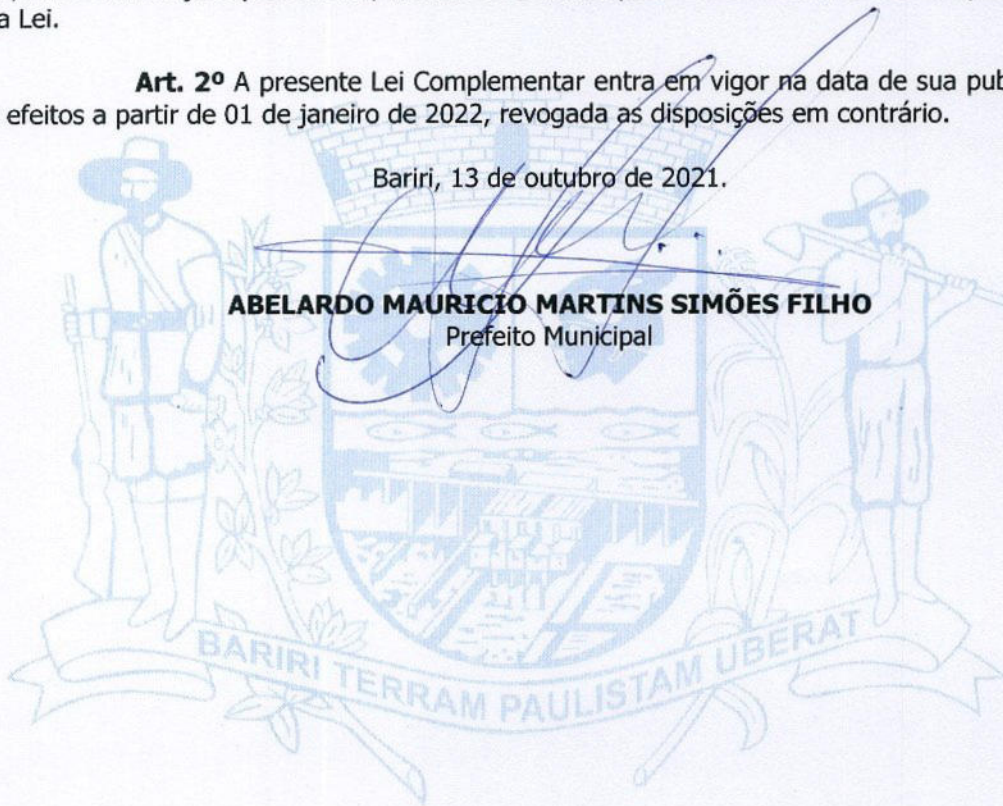 a Lei.
Art. 2º A presente Lei Complementar entra em vigor na data de sua pub
efeitos a partir de 01 de janeiro de 2022, revogada as disposições em contrário.
Bariri, 13 de outubro de 2021.
ABELARDO MAURICIO MARTINS SIMÕES FILHO
Prefeito Municipal
BARIRI TERRAM PAULISTAM UBERAT